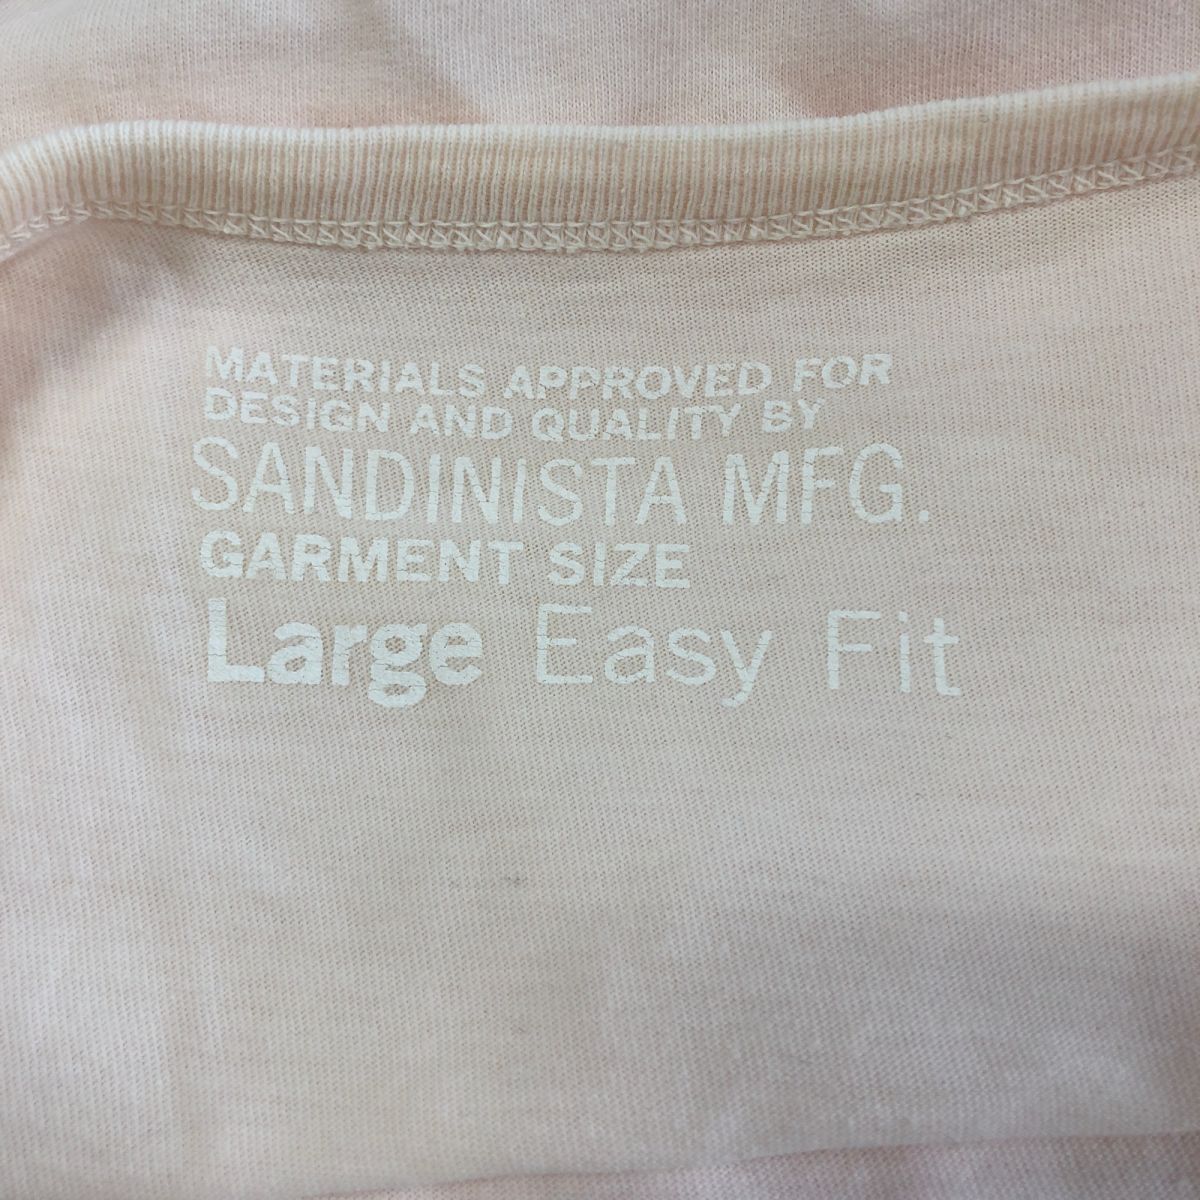 MATERIALS APPROVED FOR
DESIGN AND QUALITY BY
SANDINISTA MFG.
GARMENT SIZE
Large Easy Fit